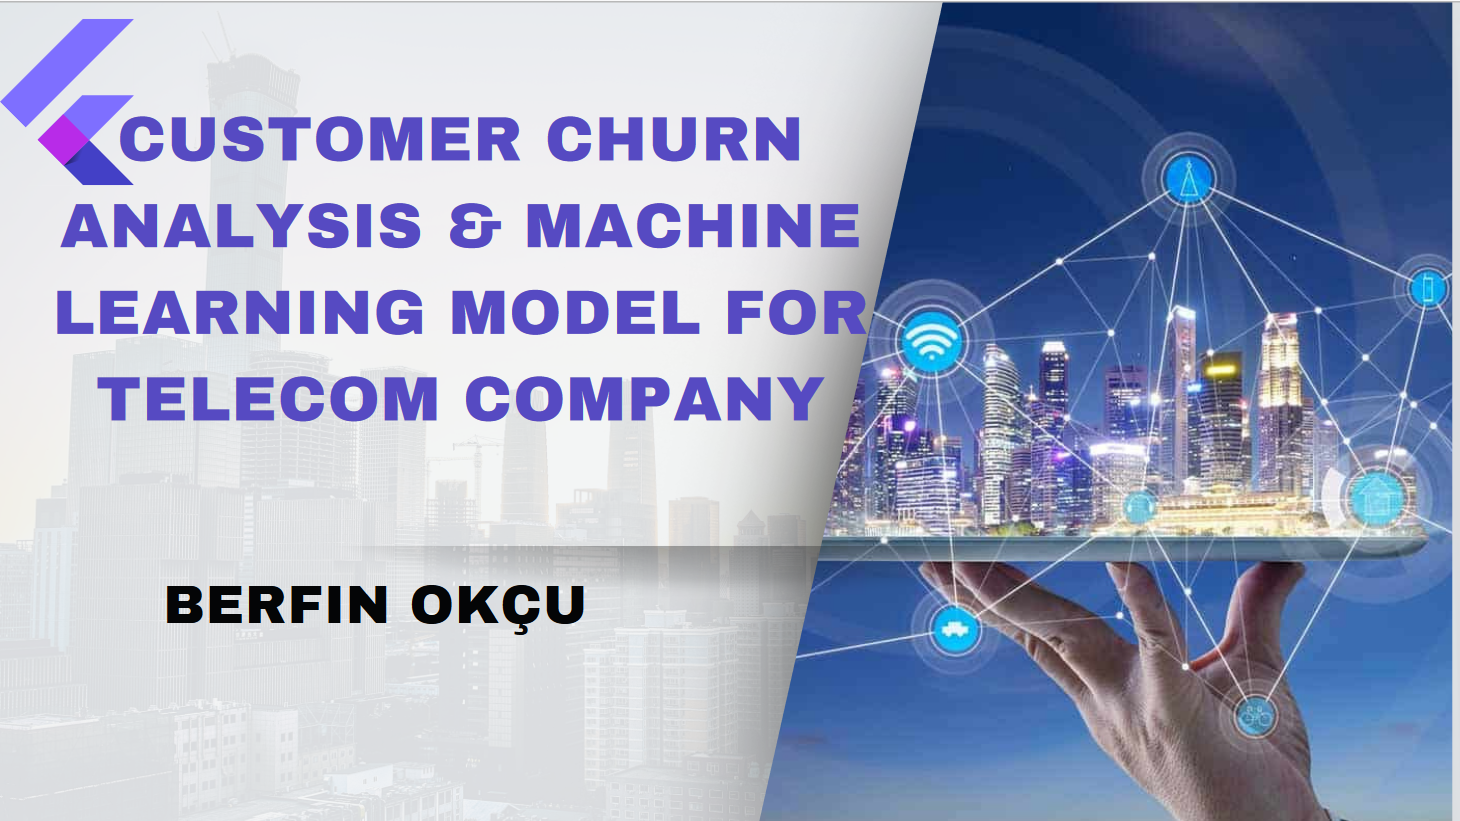 CUSTOMER CHURN
ANALYSIS & MACHINE
LEARNING MODEL FOR
TELECOM COMPANY
BERFIN OKÇU